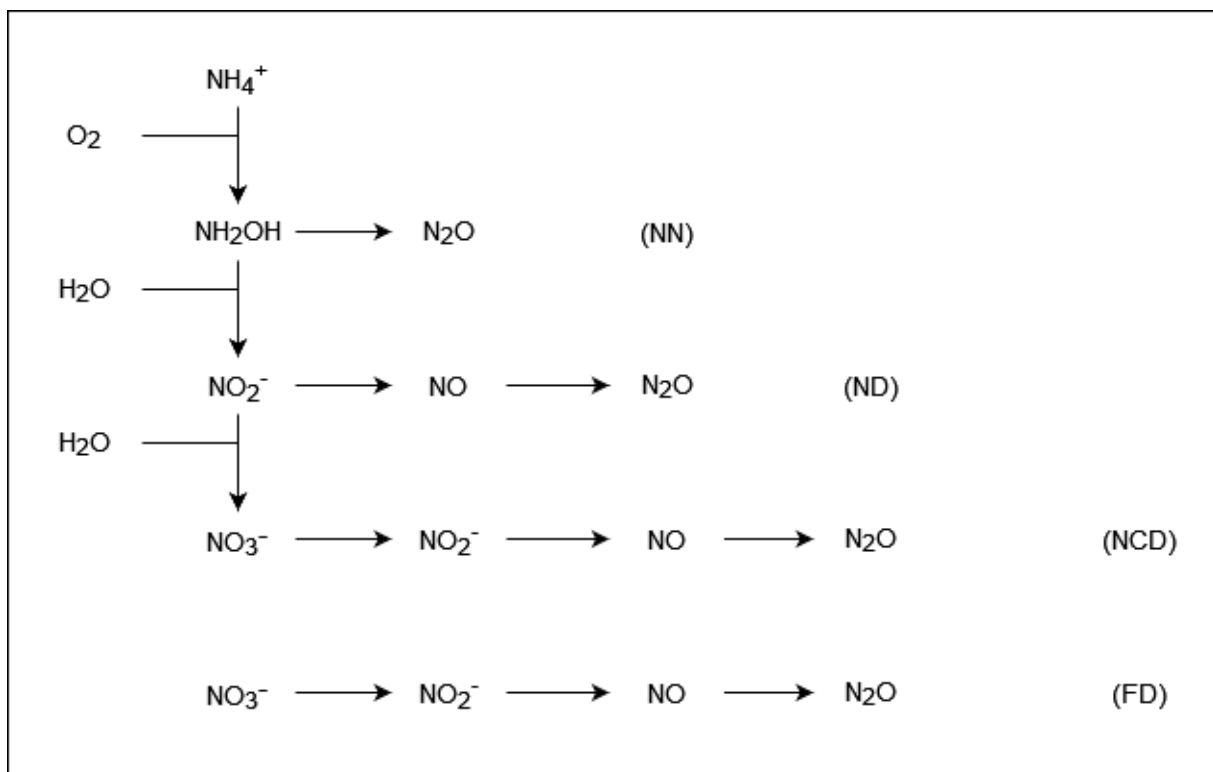 NH₄⁺
O₂
NH₂OH N₂O (NN)
H₂O
NO₂⁻ NO N₂O (ND)
H₂O
NO₃⁻ NO₂⁻ NO N₂O (NCD)
NO₃⁻ NO₂⁻ NO N₂O (FD)